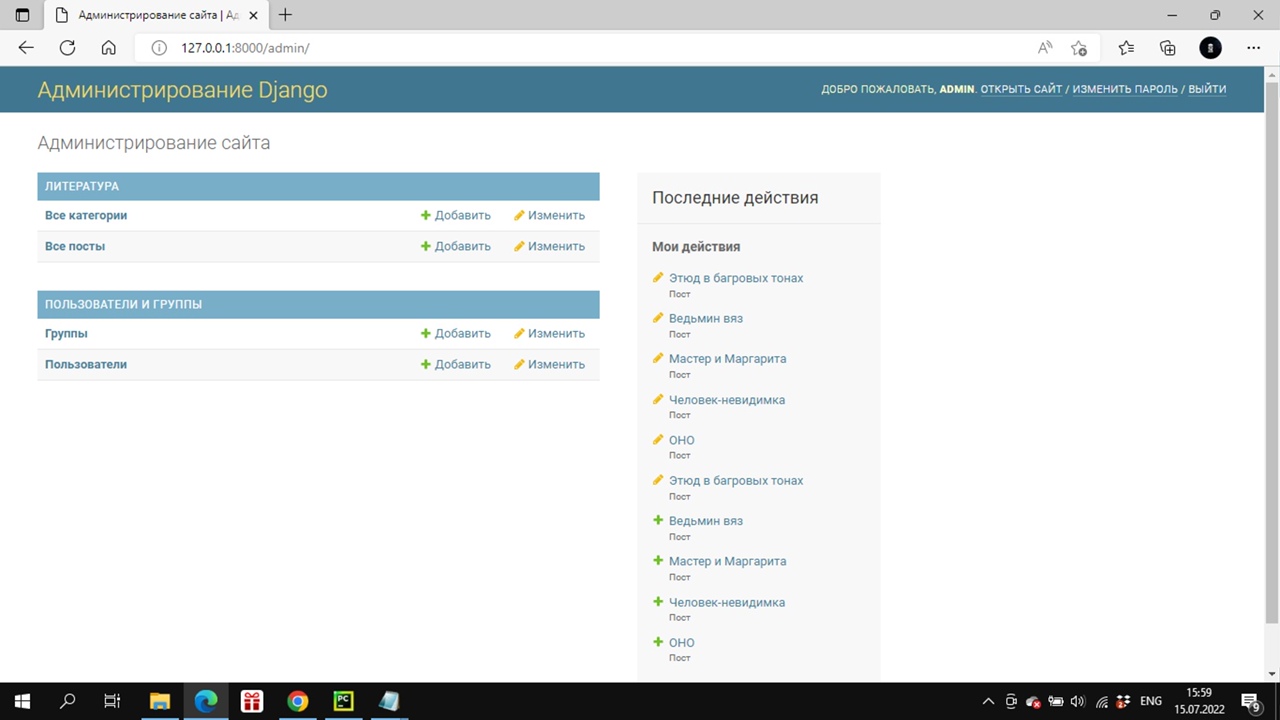 Администрирование сайта | Ад
127.0.0.1:8000/admin/
Администрирование Django
ДОБРО ПОЖАЛОВАТЬ, ADMIN. ОТКРЫТЬ САЙТ / ИЗМЕНИТЬ ПАРОЛЬ / ВЫЙТИ
Администрирование сайта
ЛИТЕРАТУРА
Все категории Добавить Изменить
Все посты Добавить Изменить
ПОЛЬЗОВАТЕЛИ И ГРУППЫ
Группы Добавить Изменить
Пользователи Добавить Изменить
Последние действия
Мои действия
Этюд в багровых тонах
Пост
Ведьмин вяз
Пост
Мастер и Маргарита
Пост
Человек-невидимка
Пост
ОНО
Пост
Этюд в багровых тонах
Пост
Ведьмин вяз
Пост
Мастер и Маргарита
Пост
Человек-невидимка
Пост
ОНО
Пост
PC
ENG
15:59
15.07.2022
9